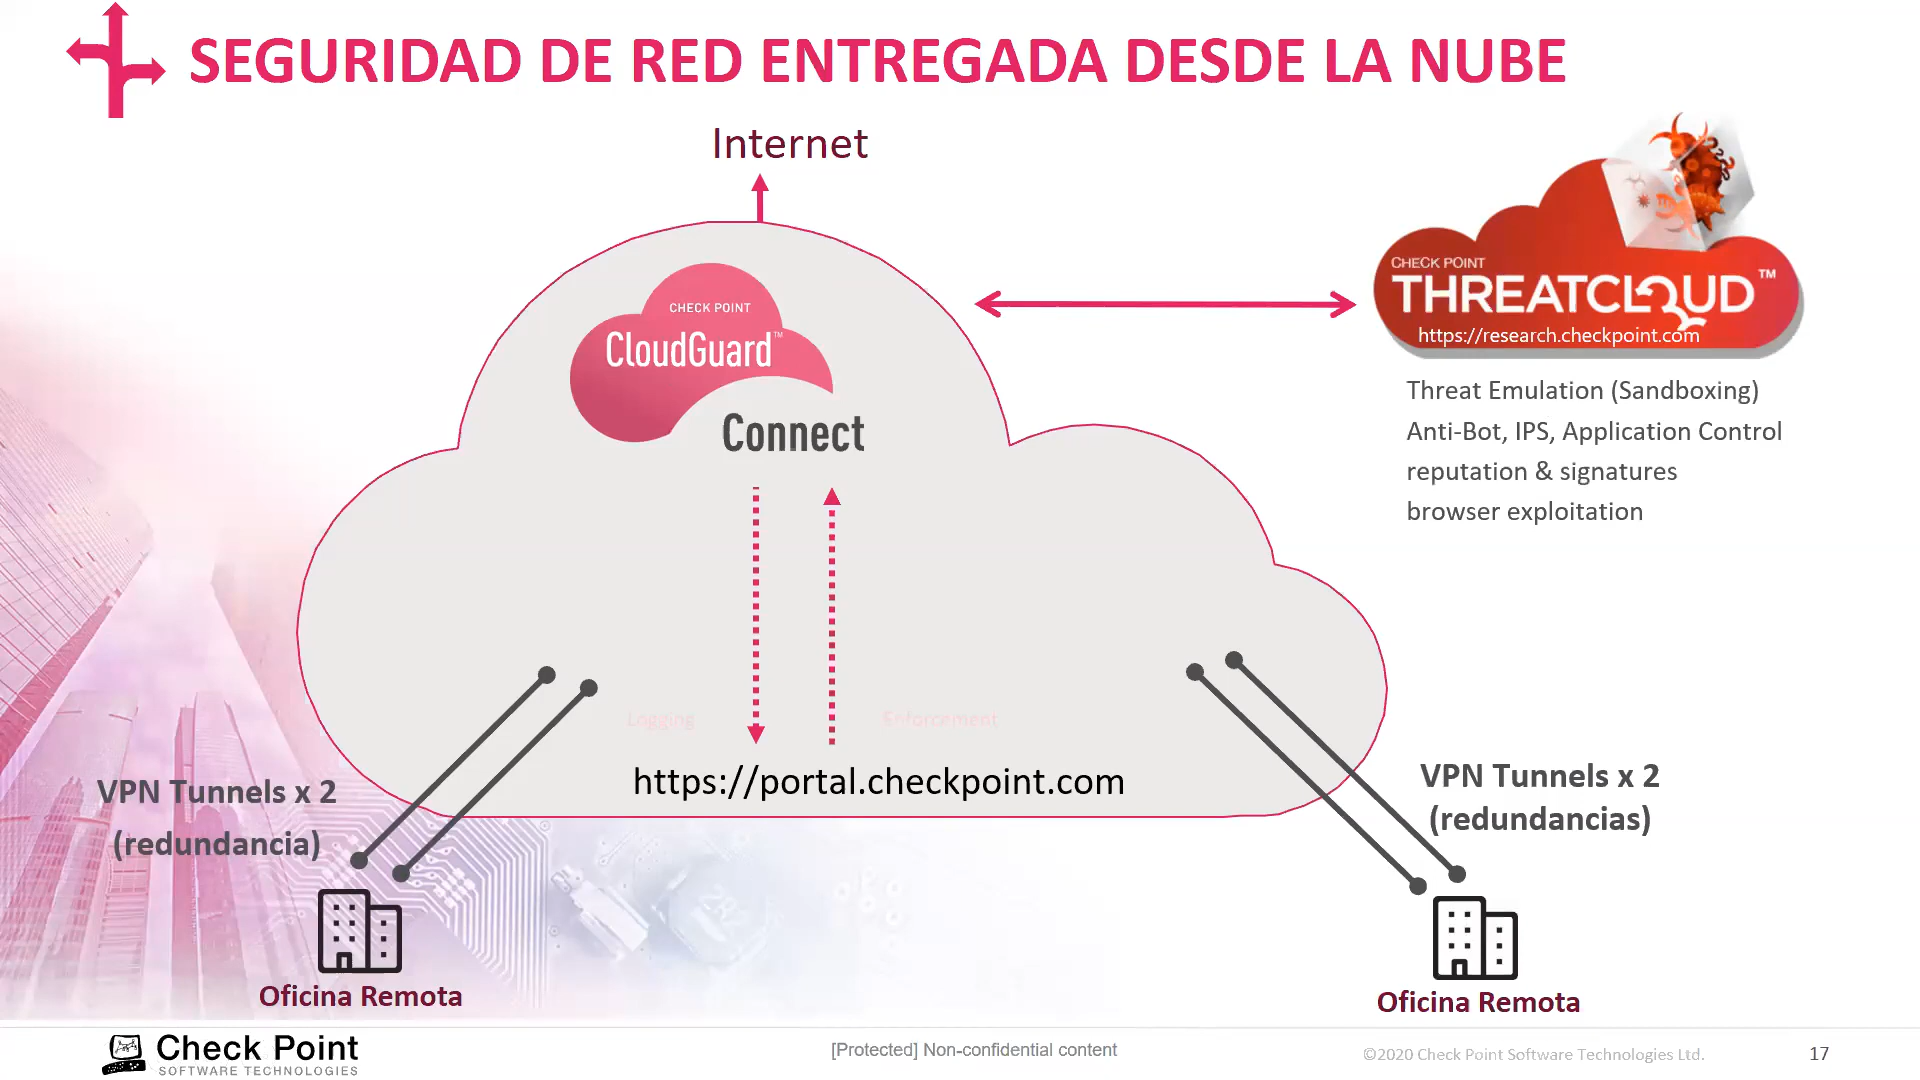 SEGURIDAD DE RED ENTREGADA DESDE LA NUBE
Internet
CHECK POINT
CloudGuard™
Connect
CHECK POINT
THREATCLOUD™
https://research.checkpoint.com
Threat Emulation (Sandboxing)
Anti-Bot, IPS, Application Control
reputation & signatures
browser exploitation
Logging
Enforcement
https://portal.checkpoint.com
VPN Tunnels x 2
(redundancia)
VPN Tunnels x 2
(redundancias)
Oficina Remota
Oficina Remota
Check Point
SOFTWARE TECHNOLOGIES
[Protected] Non-confidential content
©2020 Check Point Software Technologies Ltd.
17